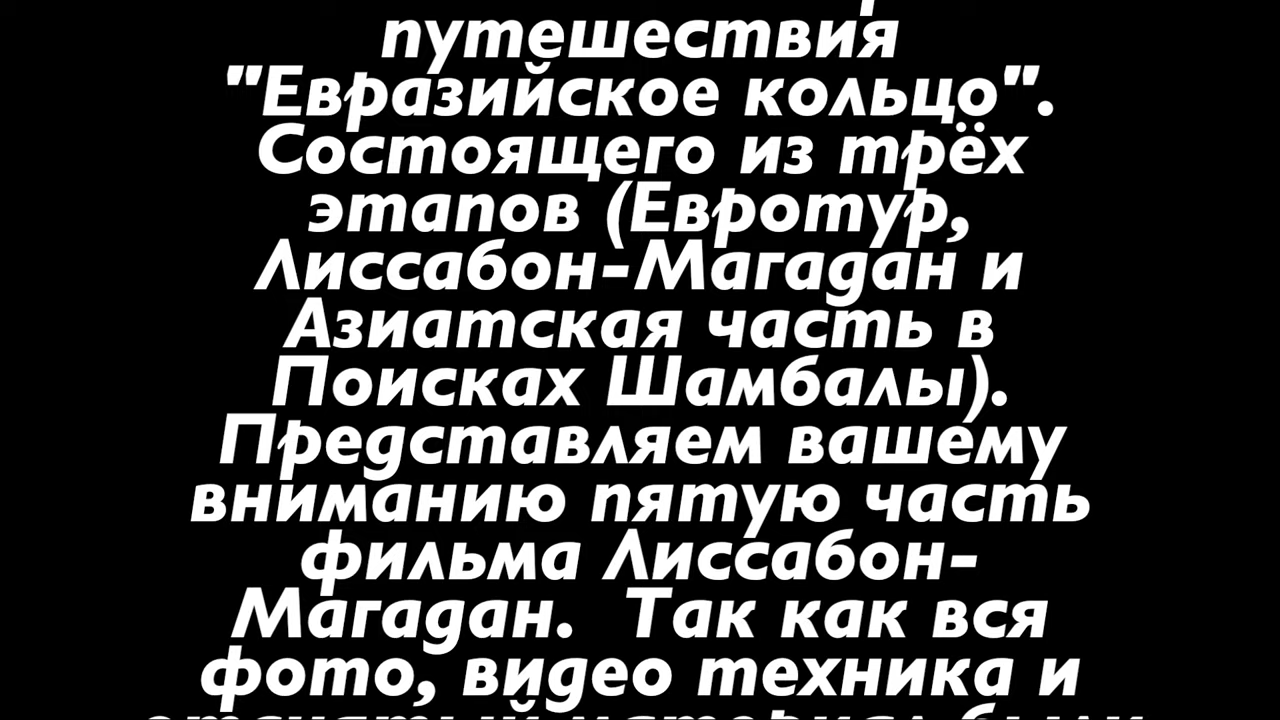 путешествия
"Евразийское кольцо".
Состоящего из трёх
этапов (Евротур,
Лиссабон-Магадан и
Азиатская часть в
Поисках Шамбалы).
Представляем вашему
вниманию пятую часть
фильма Лиссабон-
Магадан.  Так как вся
фото, видео техника и